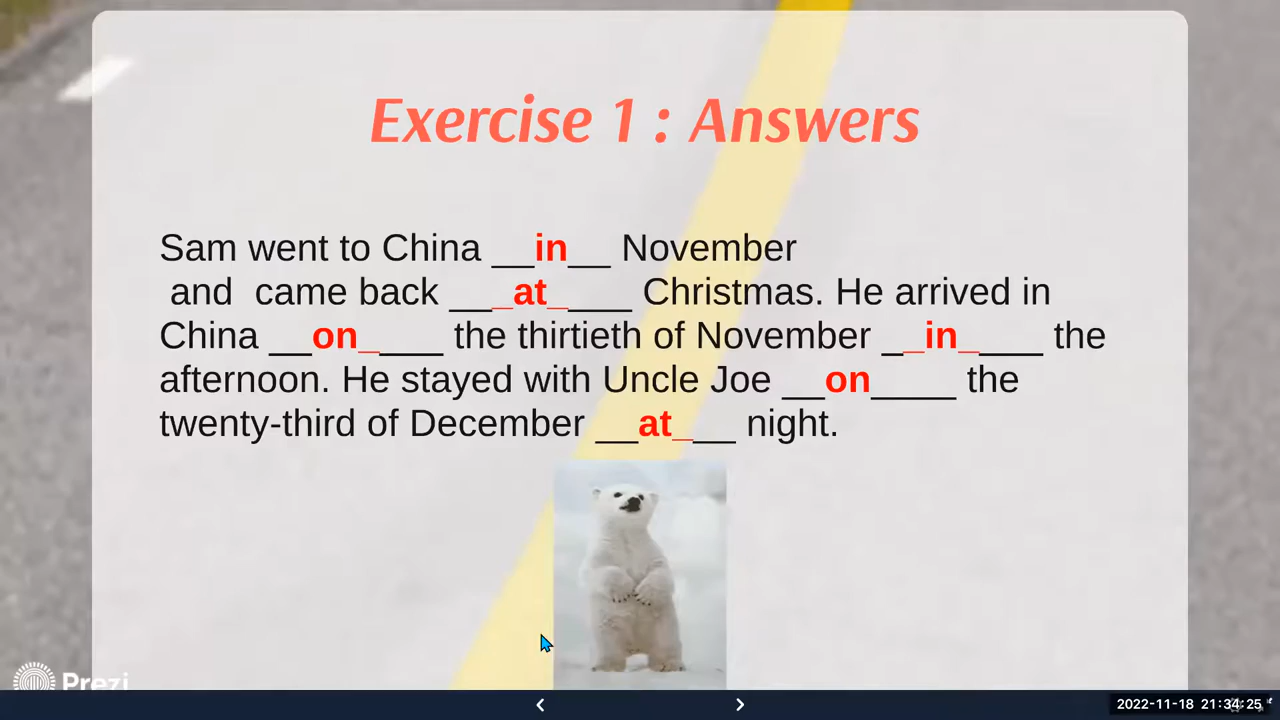 Exercise 1 : Answers
Sam went to China __in__ November
and came back ___at____ Christmas. He arrived in
China __on____ the thirtieth of November __in____ the
afternoon. He stayed with Uncle Joe __on____ the
twenty-third of December __at___ night.
Prezi
2022-11-18 21:34:25